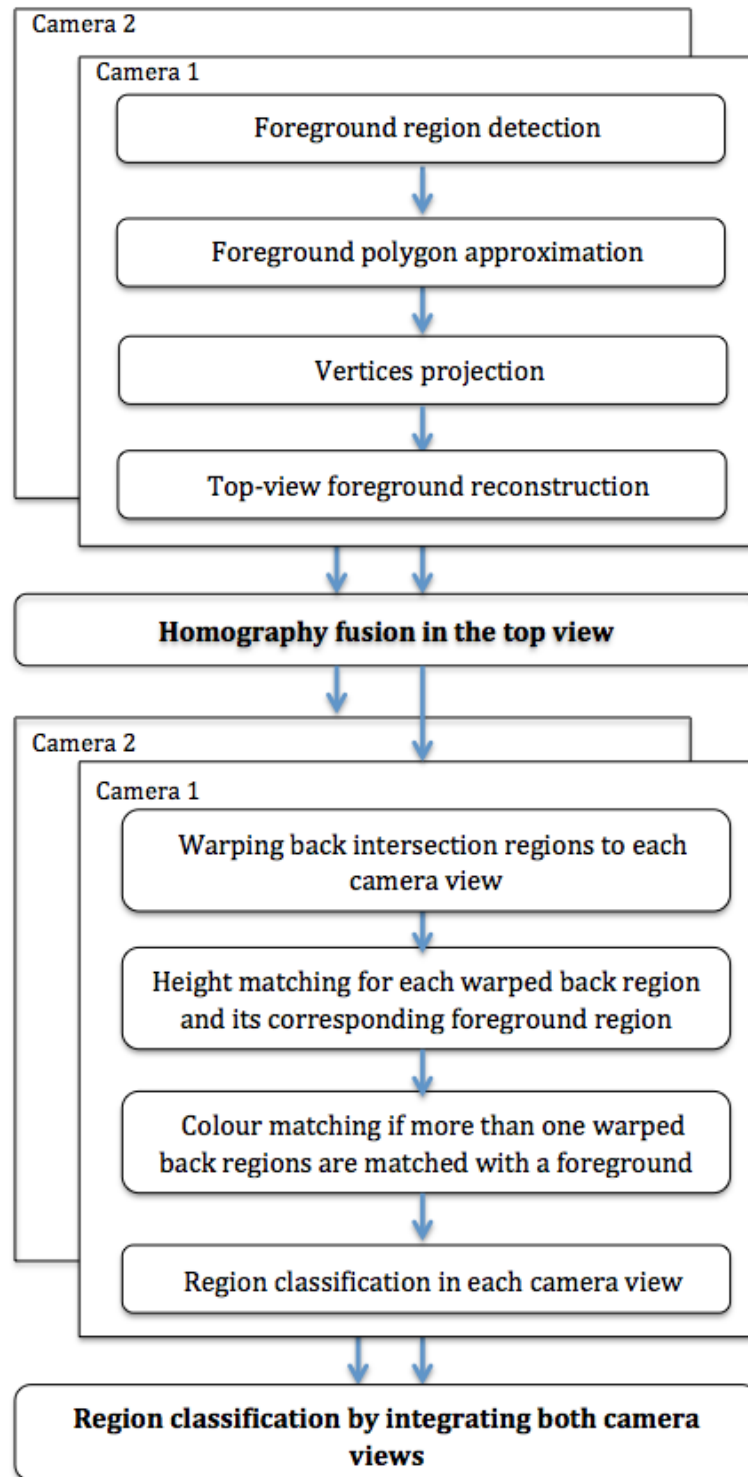 Camera 2
Camera 1
Foreground region detection
Foreground polygon approximation
Vertices projection
Top-view foreground reconstruction
Homography fusion in the top view
Camera 2
Camera 1
Warping back intersection regions to each
camera view
Height matching for each warped back region
and its corresponding foreground region
Colour matching if more than one warped
back regions are matched with a foreground
Region classification in each camera view
Region classification by integrating both camera
views